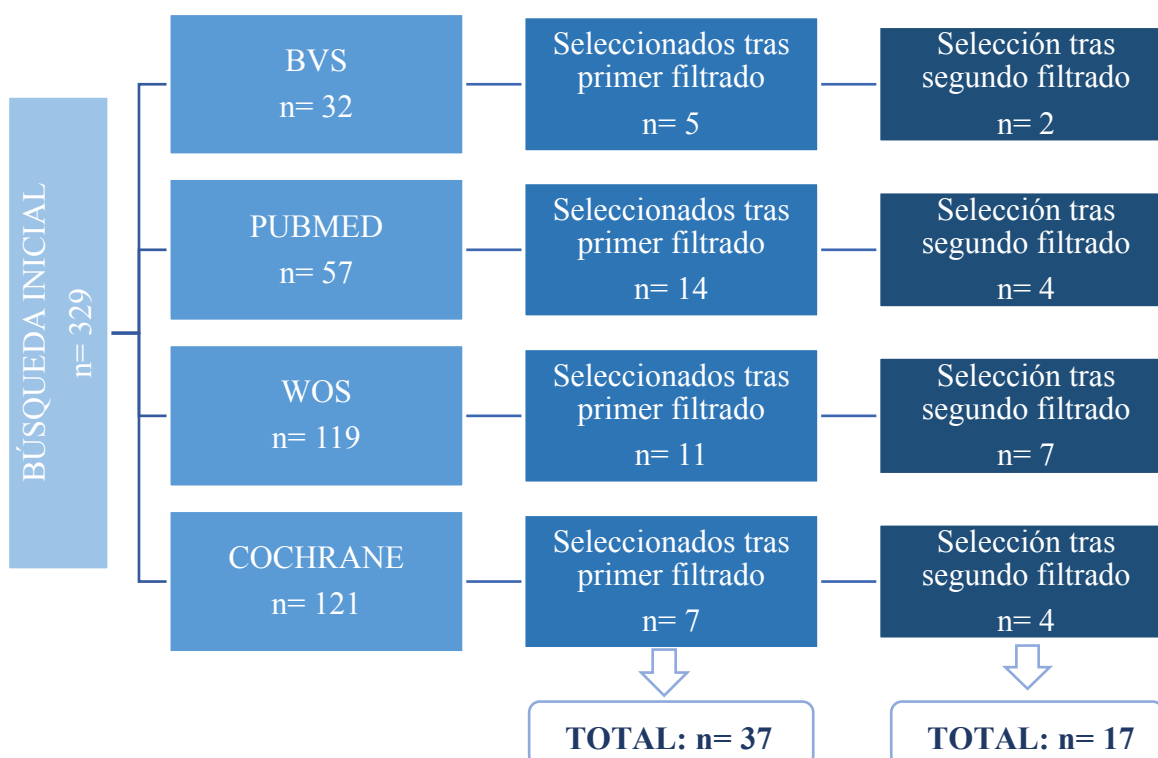 BÚSQUEDA INICIAL
n= 329
BVS
n= 32
Seleccionados tras
primer filtrado
n= 5
Selección tras
segundo filtrado
n= 2
PUBMED
n= 57
Seleccionados tras
primer filtrado
n= 14
Selección tras
segundo filtrado
n= 4
WOS
n= 119
Seleccionados tras
primer filtrado
n= 11
Selección tras
segundo filtrado
n= 7
COCHRANE
n= 121
Seleccionados tras
primer filtrado
n= 7
Selección tras
segundo filtrado
n= 4
TOTAL: n= 37
TOTAL: n= 17